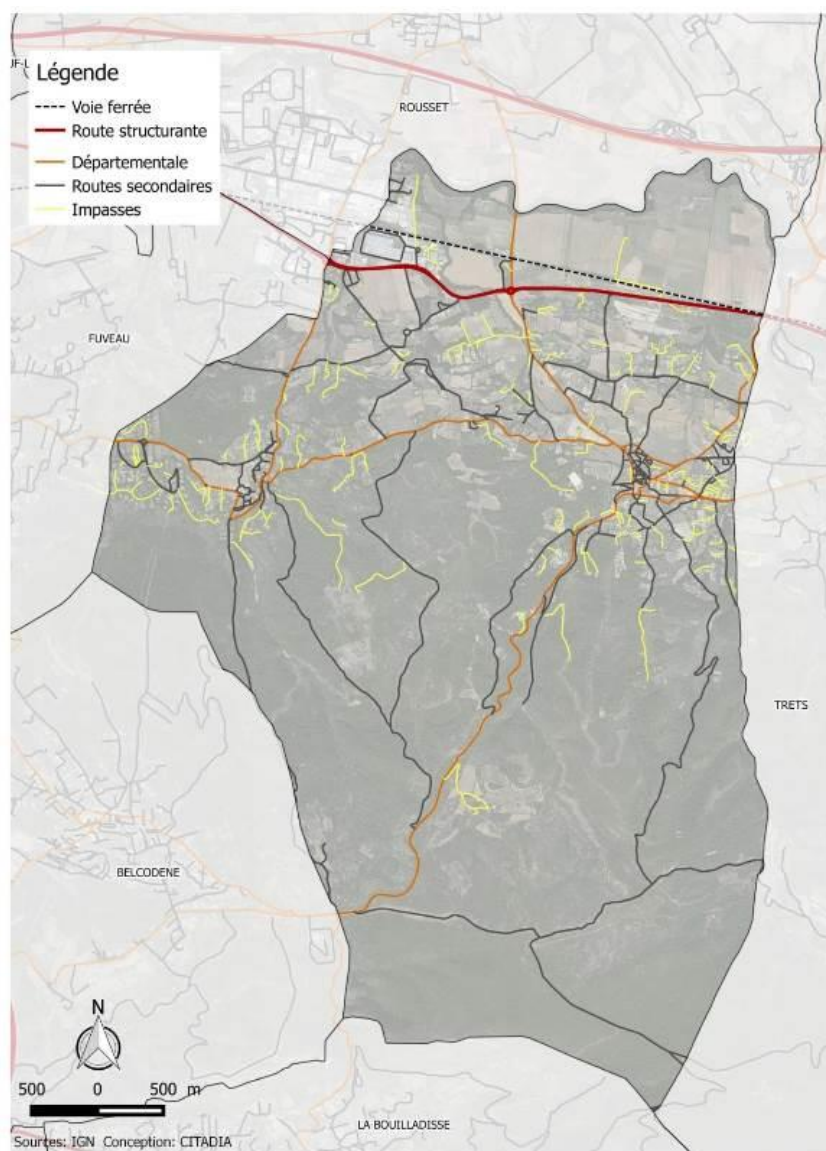 Légende
Voie ferrée
Route structurante
Départementale
Routes secondaires
Impasses
ROUSSET
FUVEAU
TRETS
BELCODENE
N
500 0 500 m
LA BOUILLADISSE
Sources: IGN Conception: CITADIA